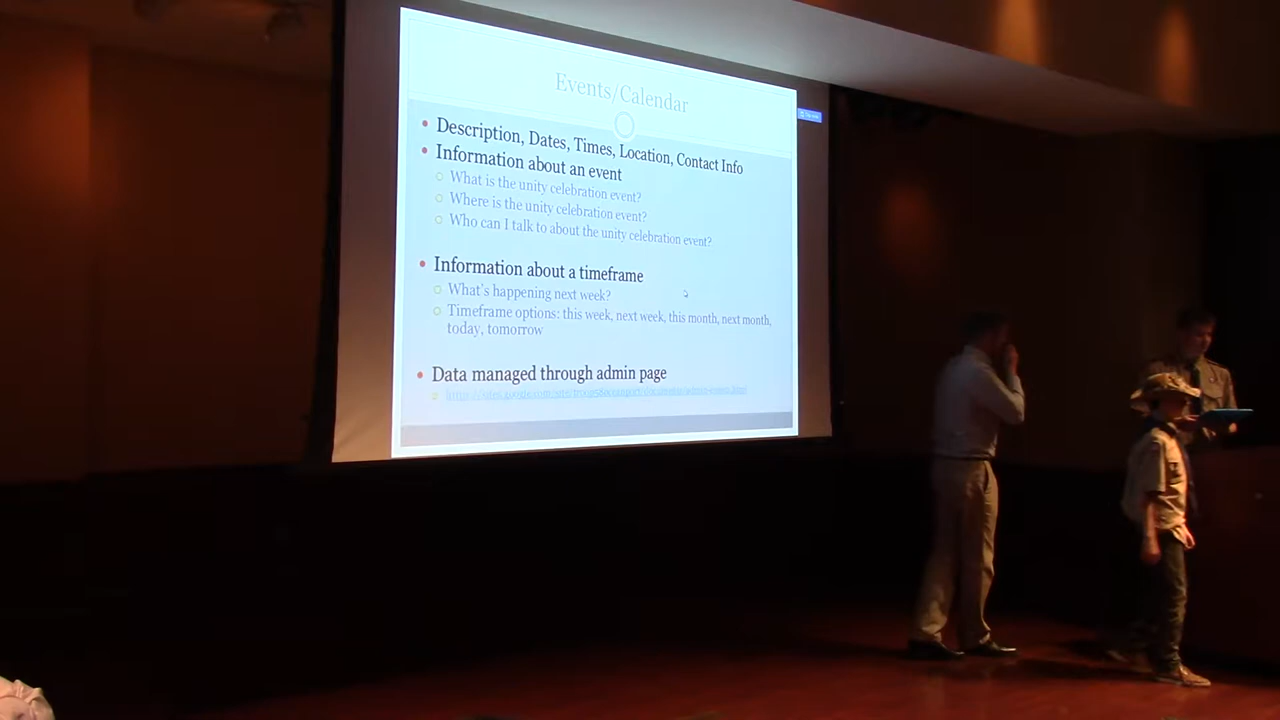 Events/Calendar
Description, Dates, Times, Location, Contact Info
Information about an event
What is the unity celebration event?
Where is the unity celebration event?
Who can I talk to about the unity celebration event?
Information about a timeframe
What's happening next week?
Timeframe options: this week, next week, this month, next month,
today, tomorrow
Data managed through admin page